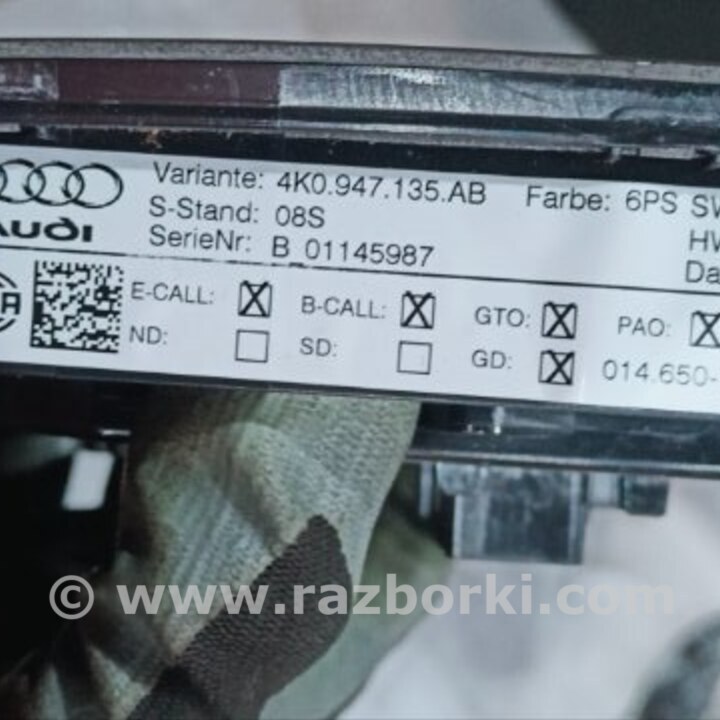 Variante: 4K0.947.135.AB Farbe: 6PS
S-Stand: 08S
AUDI
SerieNr: B 01145987
E-CALL: X B-CALL: X GTO: X PAO: X
ND: SD: GD: X 014.650-
© www.razborki.com